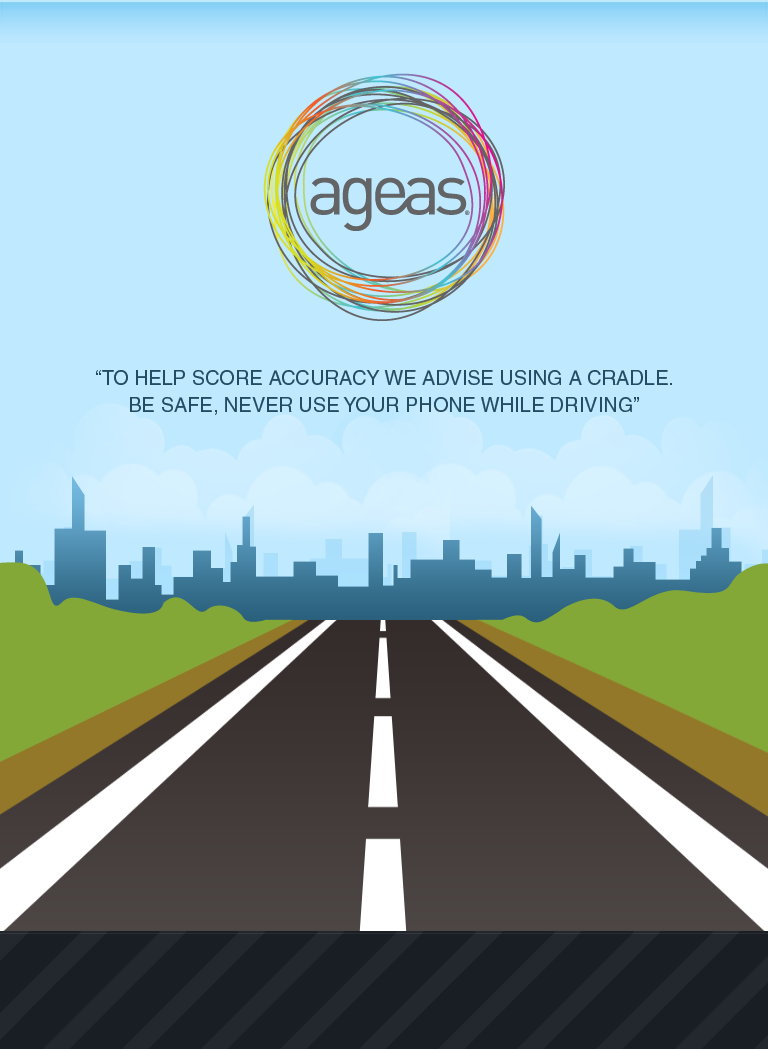 ageas®
“TO HELP SCORE ACCURACY WE ADVISE USING A CRADLE.
BE SAFE, NEVER USE YOUR PHONE WHILE DRIVING”